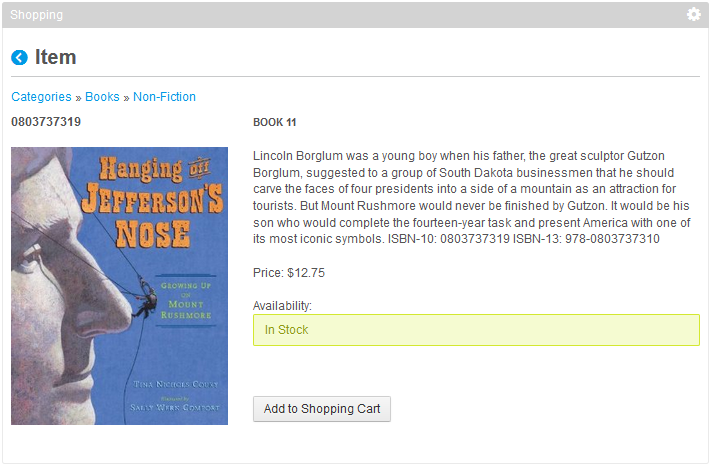 Shopping
Item
Categories » Books » Non-Fiction
0803737319
BOOK 11
Hanging off
JEFFERSON'S
NOSE
GROWING UP
ON
MOUNT
RUSHMORE
TINA NICHOLS COURY
SALLY WERN COMPORT
Lincoln Borglum was a young boy when his father, the great sculptor Gutzon
Borglum, suggested to a group of South Dakota businessmen that he should
carve the faces of four presidents into a side of a mountain as an attraction for
tourists. But Mount Rushmore would never be finished by Gutzon. It would be his
son who would complete the fourteen-year task and present America with one of
its most iconic symbols. ISBN-10: 0803737319 ISBN-13: 978-0803737310
Price: $12.75
Availability:
In Stock
Add to Shopping Cart